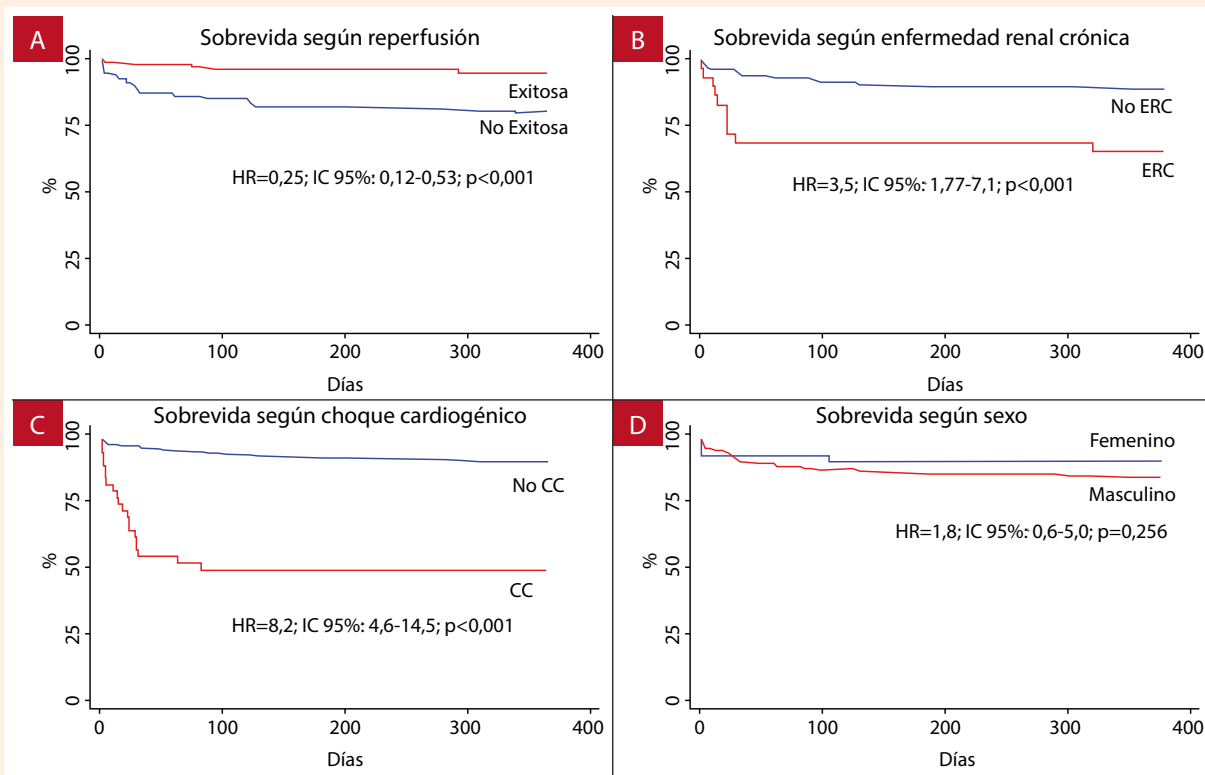 A
Sobrevida según reperfusión
100
75
50
25
0
%
Exitosa
No Exitosa
HR=0,25; IC 95%: 0,12-0,53; p<0,001
0 100 200 300 400
Días
B
Sobrevida según enfermedad renal crónica
100
75
50
25
0
%
No ERC
ERC
HR=3,5; IC 95%: 1,77-7,1; p<0,001
0 100 200 300 400
Días
C
Sobrevida según choque cardiogénico
100
75
50
25
0
%
No CC
CC
HR=8,2; IC 95%: 4,6-14,5; p<0,001
0 100 200 300 400
Días
D
Sobrevida según sexo
100
75
50
25
0
%
Femenino
Masculino
HR=1,8; IC 95%: 0,6-5,0; p=0,256
0 100 200 300 400
Días